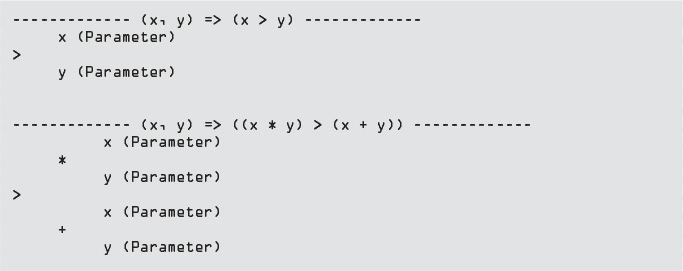 ------------- (x, y) => (x > y) -------------
x (Parameter)
>
y (Parameter)
------------- (x, y) => ((x * y) > (x + y)) -------------
x (Parameter)
*
y (Parameter)
>
x (Parameter)
+
y (Parameter)